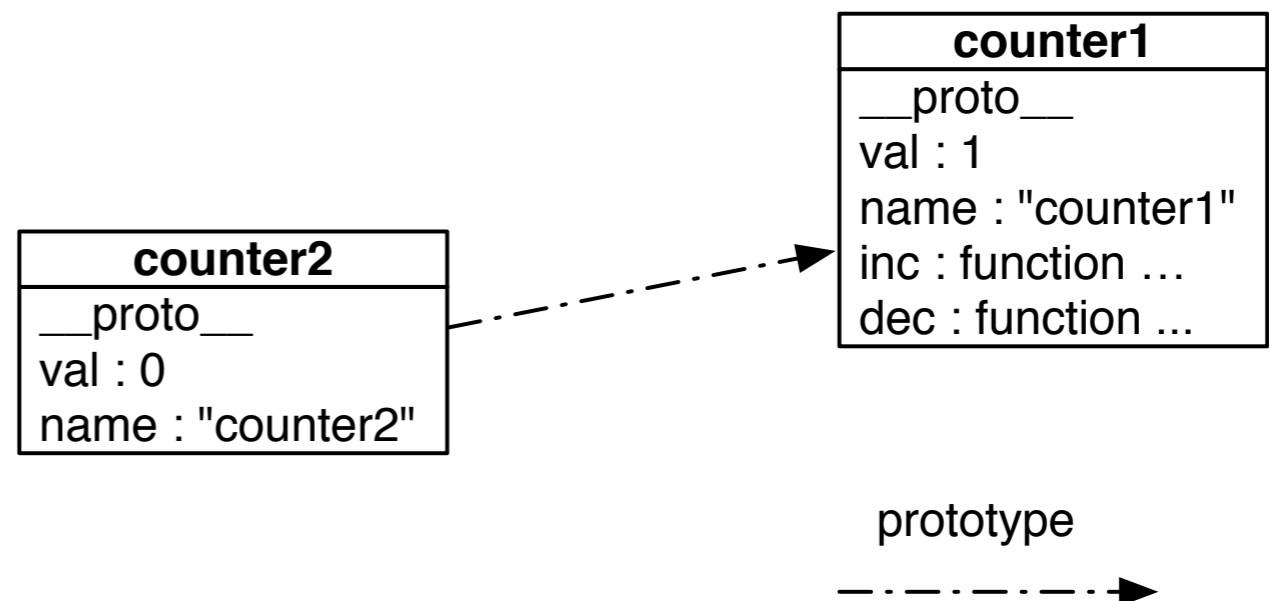 counter1
__proto__
val : 1
name : "counter1"
inc : function …
dec : function ...
counter2
__proto__
val : 0
name : "counter2"
prototype